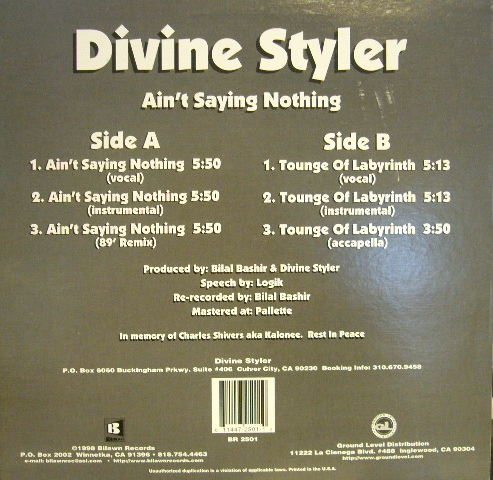 Divine Styler
Ain't Saying Nothing
Side A
1. Ain't Saying Nothing 5:50
(vocal)
2. Ain't Saying Nothing 5:50
(instrumental)
3. Ain't Saying Nothing 5:50
(89' Remix)
Side B
1. Tounge Of Labyrinth 5:13
(vocal)
2. Tounge Of Labyrinth 5:13
(instrumental)
3. Tounge Of Labyrinth 3:50
(accapella)
Produced by: Bilal Bashir & Divine Styler
Speech by: Logik
Re-recorded by: Bilal Bashir
Mastered at: Pallette
In memory of Charles Shivers aka Kalonee. Rest In Peace
Divine Styler
P.O. Box 6060 Buckingham Prkwy. Suite #406 Culver City, CA 90230 Booking Info: 310.670.9458
BR 2501
©1998 Bilawn Records
P.O. Box 2002 Winnetka, CA 91396 • 818.754.4463
Ground Level Distribution
11222 La Cienega Blvd. #488 Inglewood, CA 90304
http://www.groundlevel.com
Unauthorized duplication is a violation of applicable laws. Printed in the U.S.A.